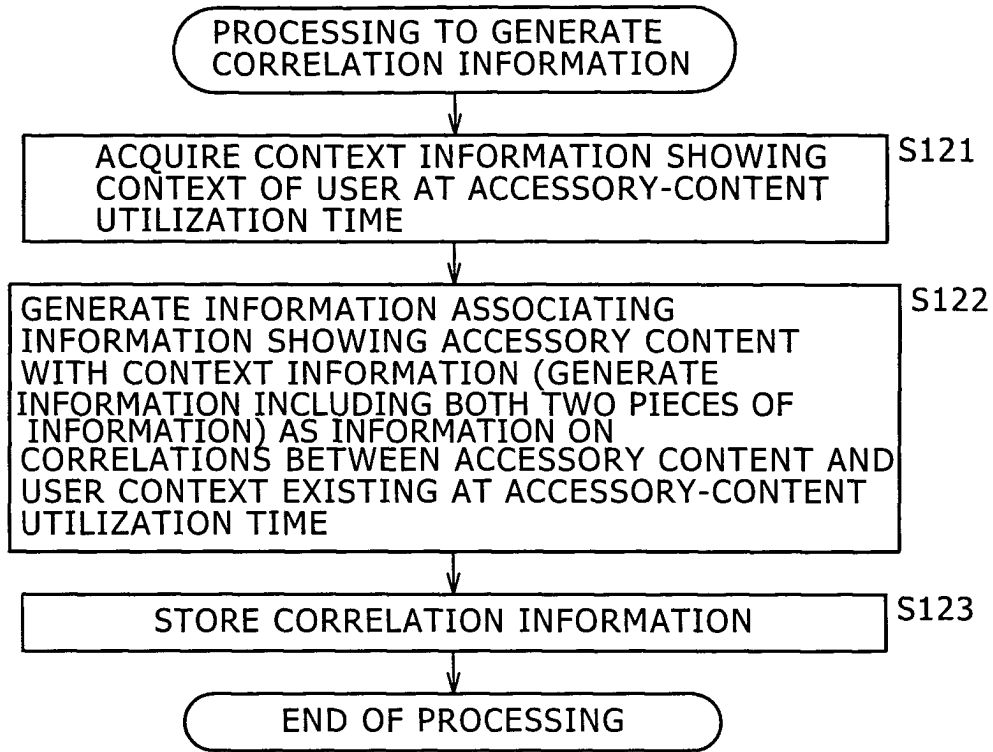 PROCESSING TO GENERATE
CORRELATION INFORMATION
ACQUIRE CONTEXT INFORMATION SHOWING
CONTEXT OF USER AT ACCESSORY-CONTENT
UTILIZATION TIME
S121
GENERATE INFORMATION ASSOCIATING
INFORMATION SHOWING ACCESSORY CONTENT
WITH CONTEXT INFORMATION (GENERATE
INFORMATION INCLUDING BOTH TWO PIECES OF
INFORMATION) AS INFORMATION ON
CORRELATIONS BETWEEN ACCESSORY CONTENT AND
USER CONTEXT EXISTING AT ACCESSORY-CONTENT
UTILIZATION TIME
S122
STORE CORRELATION INFORMATION
S123
END OF PROCESSING